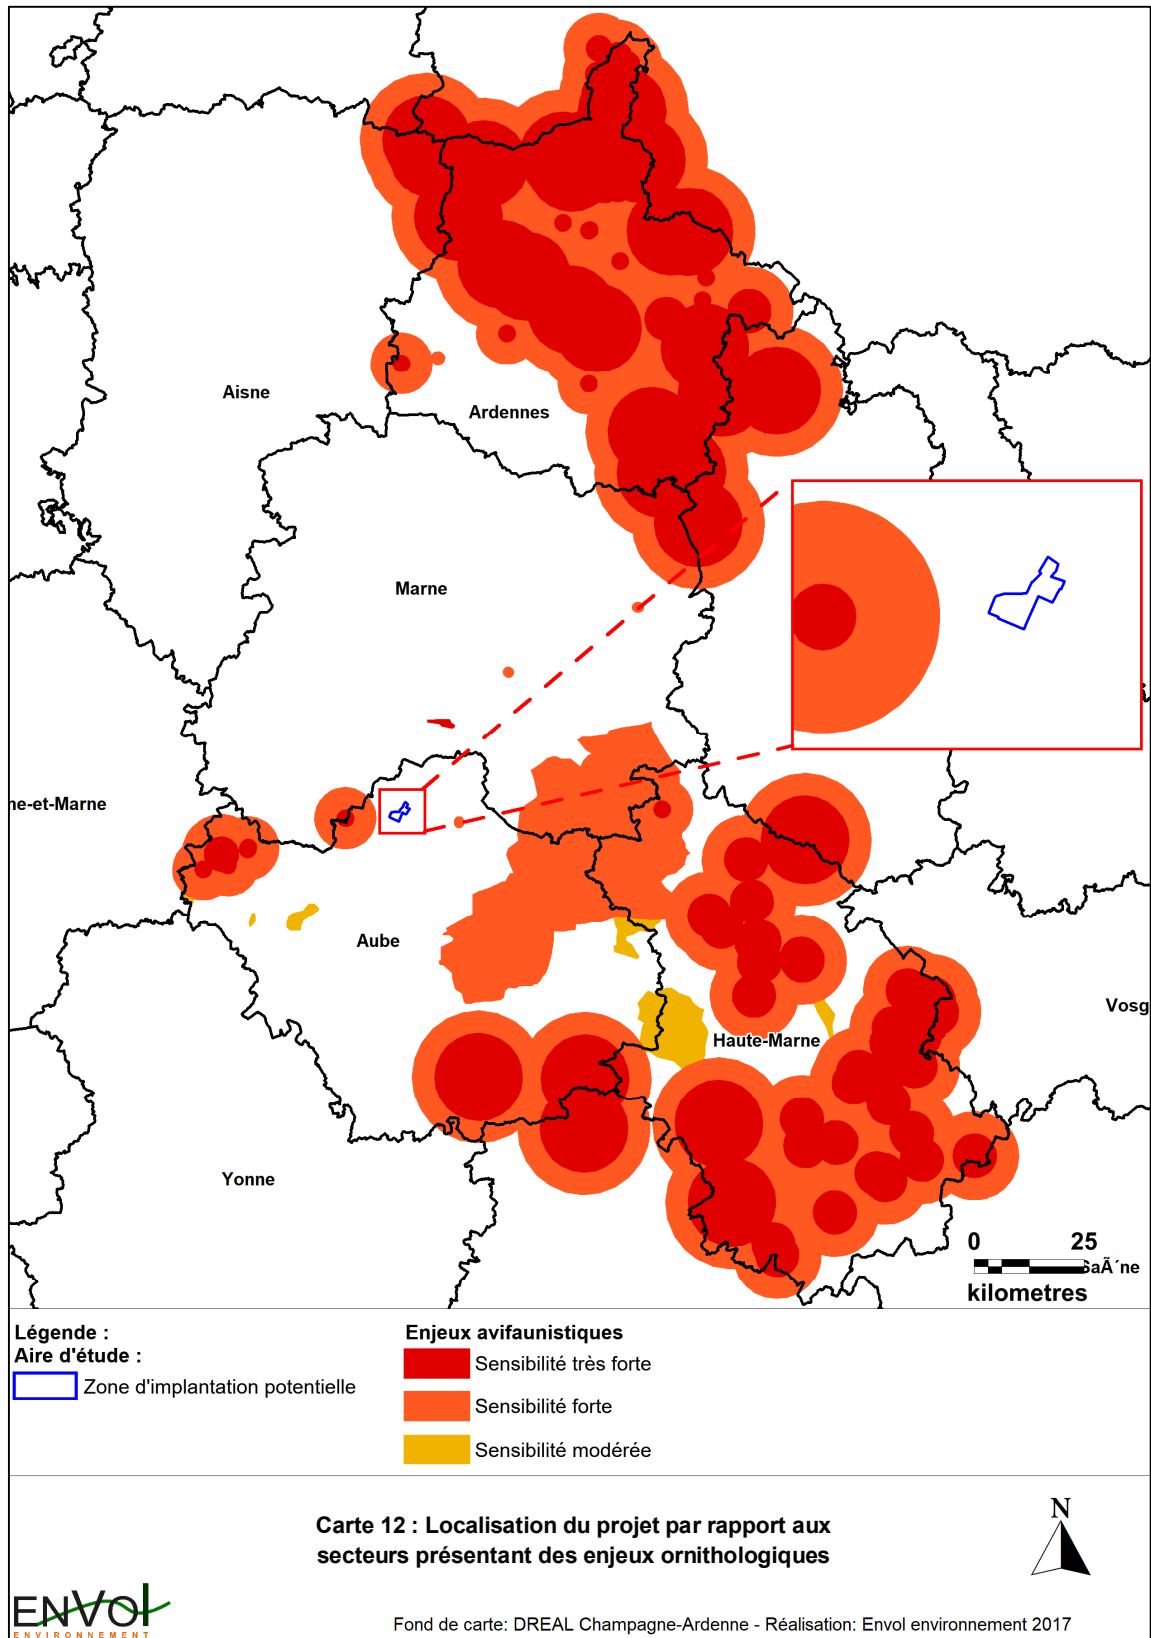 Aisne
Ardennes
Marne
ne-et-Marne
Aube
Haute-Marne
Vosg
Yonne
0 25
SaÃ´ne
kilometres
Légende :
Aire d'étude :
Zone d'implantation potentielle
Enjeux avifaunistiques
Sensibilité très forte
Sensibilité forte
Sensibilité modérée
Carte 12 : Localisation du projet par rapport aux
secteurs présentant des enjeux ornithologiques
N
ENVOl
ENVIRONNEMENT
Fond de carte: DREAL Champagne-Ardenne - Réalisation: Envol environnement 2017